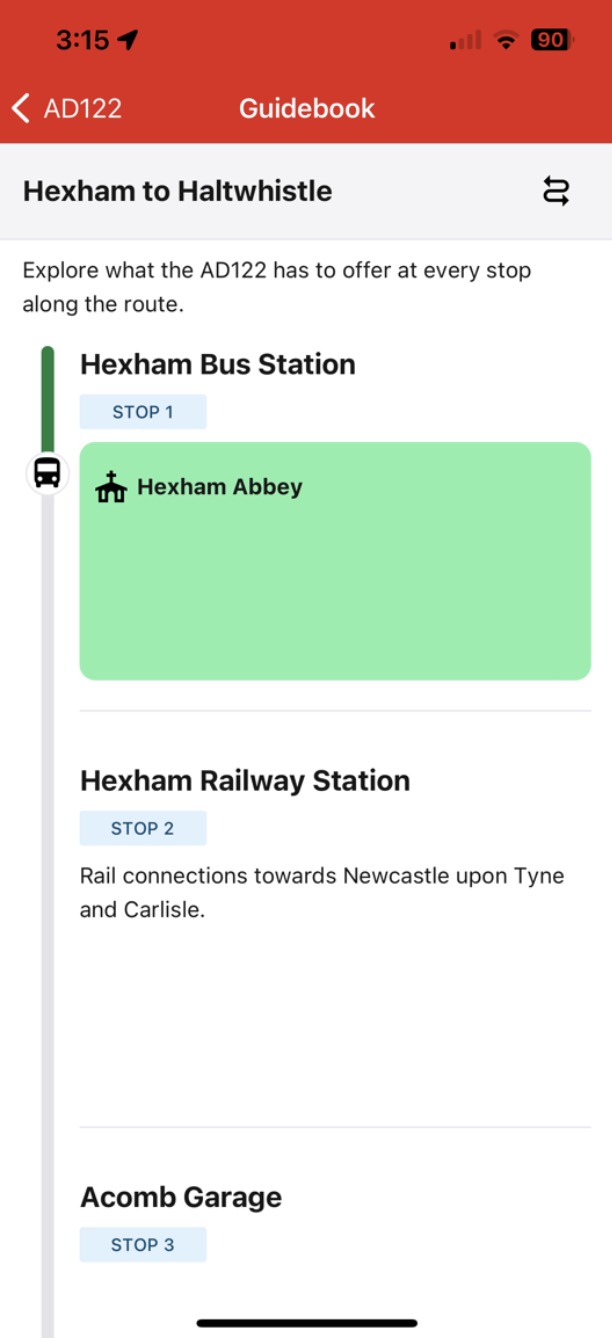 3:15
90
AD122
Guidebook
Hexham to Haltwhistle
Explore what the AD122 has to offer at every stop
along the route.
Hexham Bus Station
STOP 1
Hexham Abbey
Hexham Railway Station
STOP 2
Rail connections towards Newcastle upon Tyne
and Carlisle.
Acomb Garage
STOP 3